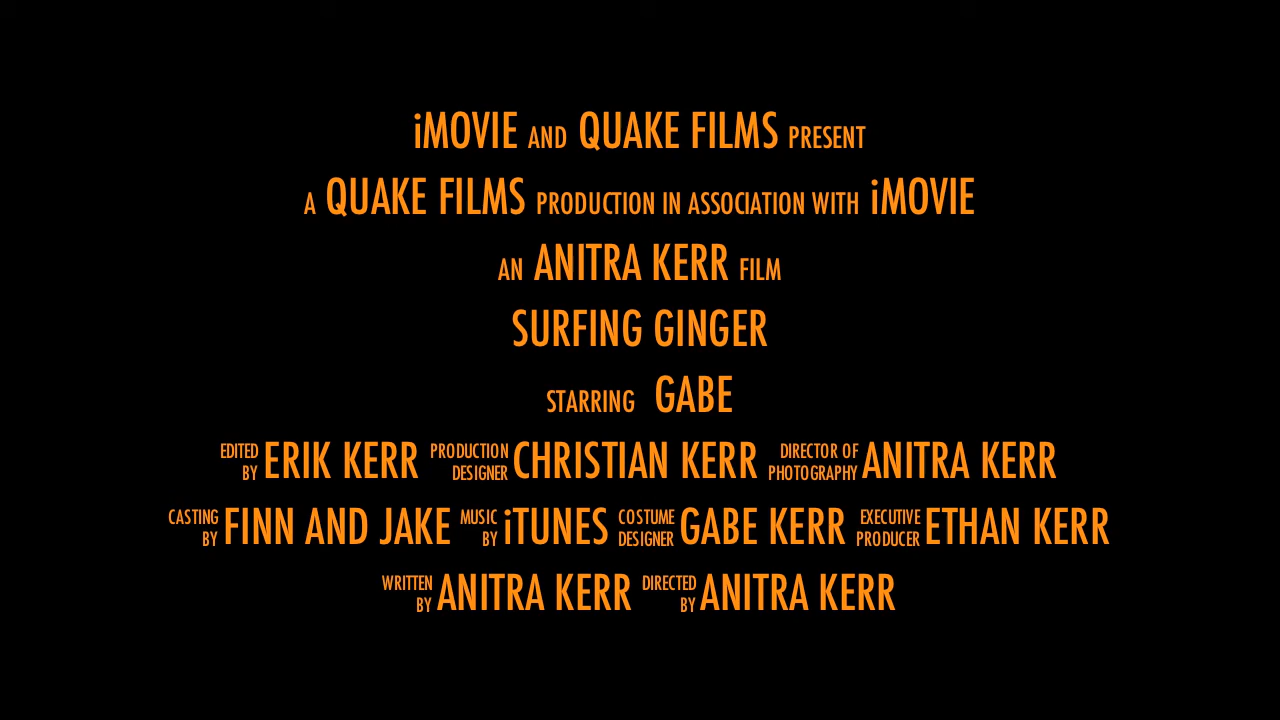 iMOVIE AND QUAKE FILMS PRESENT
A QUAKE FILMS PRODUCTION IN ASSOCIATION WITH iMOVIE
AN ANITRA KERR FILM
SURFING GINGER
STARRING GABE
EDITED BY ERIK KERR PRODUCTION DESIGNER CHRISTIAN KERR DIRECTOR OF PHOTOGRAPHY ANITRA KERR
CASTING BY FINN AND JAKE MUSIC BY iTUNES COSTUME DESIGNER GABE KERR EXECUTIVE PRODUCER ETHAN KERR
WRITTEN BY ANITRA KERR DIRECTED BY ANITRA KERR